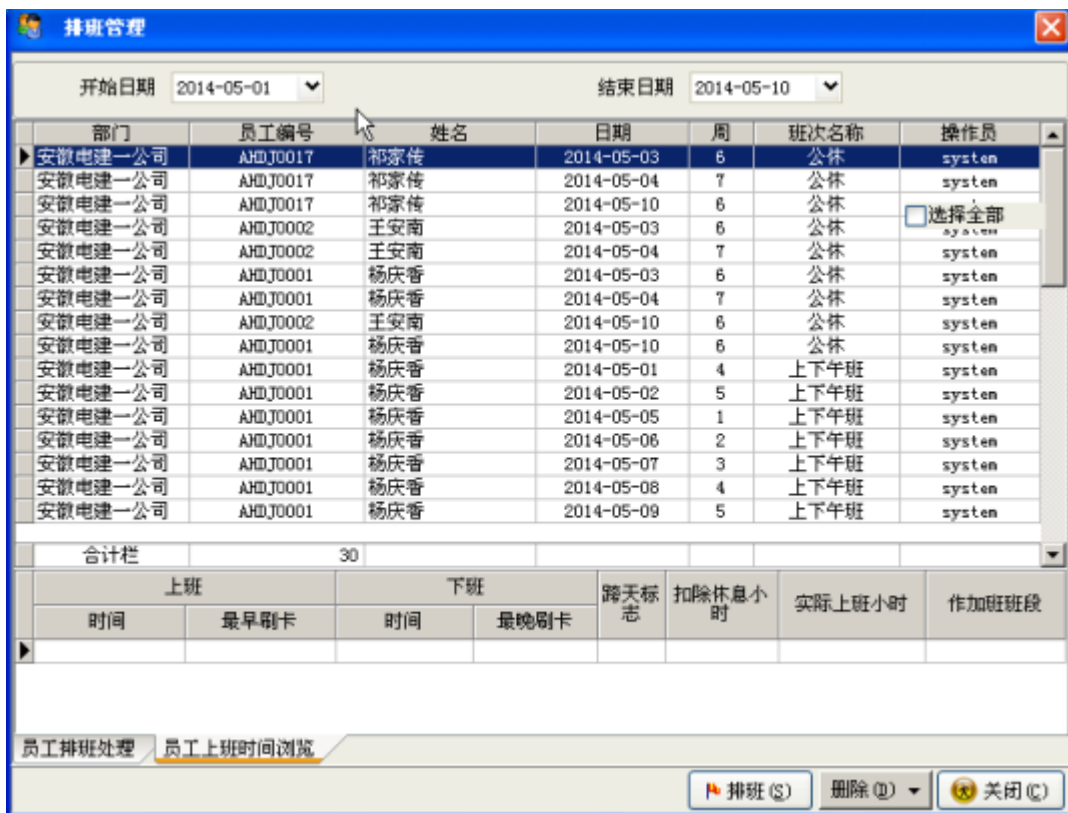 排班管理
开始日期 2014-05-01 结束日期 2014-05-10
部门 员工编号 姓名 日期 周 班次名称 操作员
安徽电建一公司 AHDJ0017 祁家传 2014-05-03 6 公休 system
安徽电建一公司 AHDJ0017 祁家传 2014-05-04 7 公休 system
安徽电建一公司 AHDJ0017 祁家传 2014-05-10 6 公休
选择全部
安徽电建一公司 AHDJ0002 王安南 2014-05-03 6 公休 system
安徽电建一公司 AHDJ0002 王安南 2014-05-04 7 公休 system
安徽电建一公司 AHDJ0001 杨庆香 2014-05-03 6 公休 system
安徽电建一公司 AHDJ0001 杨庆香 2014-05-04 7 公休 system
安徽电建一公司 AHDJ0002 王安南 2014-05-10 6 公休 system
安徽电建一公司 AHDJ0001 杨庆香 2014-05-10 6 公休 system
安徽电建一公司 AHDJ0001 杨庆香 2014-05-01 4 上下午班 system
安徽电建一公司 AHDJ0001 杨庆香 2014-05-02 5 上下午班 system
安徽电建一公司 AHDJ0001 杨庆香 2014-05-05 1 上下午班 system
安徽电建一公司 AHDJ0001 杨庆香 2014-05-06 2 上下午班 system
安徽电建一公司 AHDJ0001 杨庆香 2014-05-07 3 上下午班 system
安徽电建一公司 AHDJ0001 杨庆香 2014-05-08 4 上下午班 system
安徽电建一公司 AHDJ0001 杨庆香 2014-05-09 5 上下午班 system
合计栏 30
上班 下班 跨天标志 扣除休息小时 实际上班小时 作加班班段
时间 最早刷卡 时间 最晚刷卡
员工排班处理 员工上班时间浏览
排班(S) 删除(D) 关闭(C)